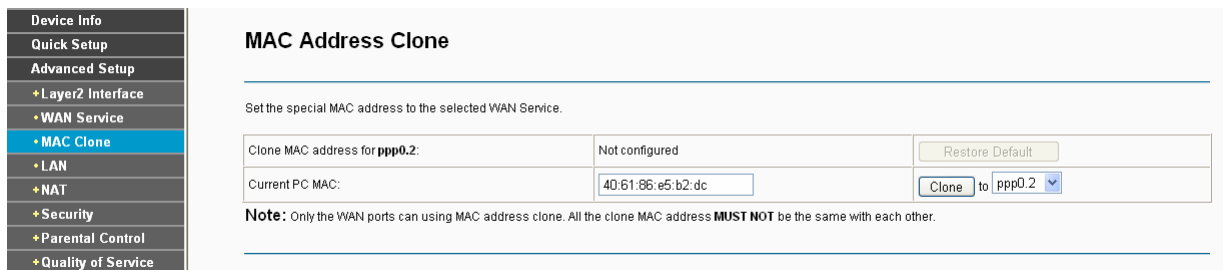 Device Info
Quick Setup
Advanced Setup
+Layer2 Interface
•WAN Service
•MAC Clone
•LAN
+NAT
+Security
+Parental Control
+Quality of Service
MAC Address Clone
Set the special MAC address to the selected WAN Service.
Clone MAC address for ppp0.2: Not configured Restore Default
Current PC MAC: 40:61:86:e5:b2:dc Clone to ppp0.2
Note: Only the WAN ports can using MAC address clone. All the clone MAC address MUST NOT be the same with each other.